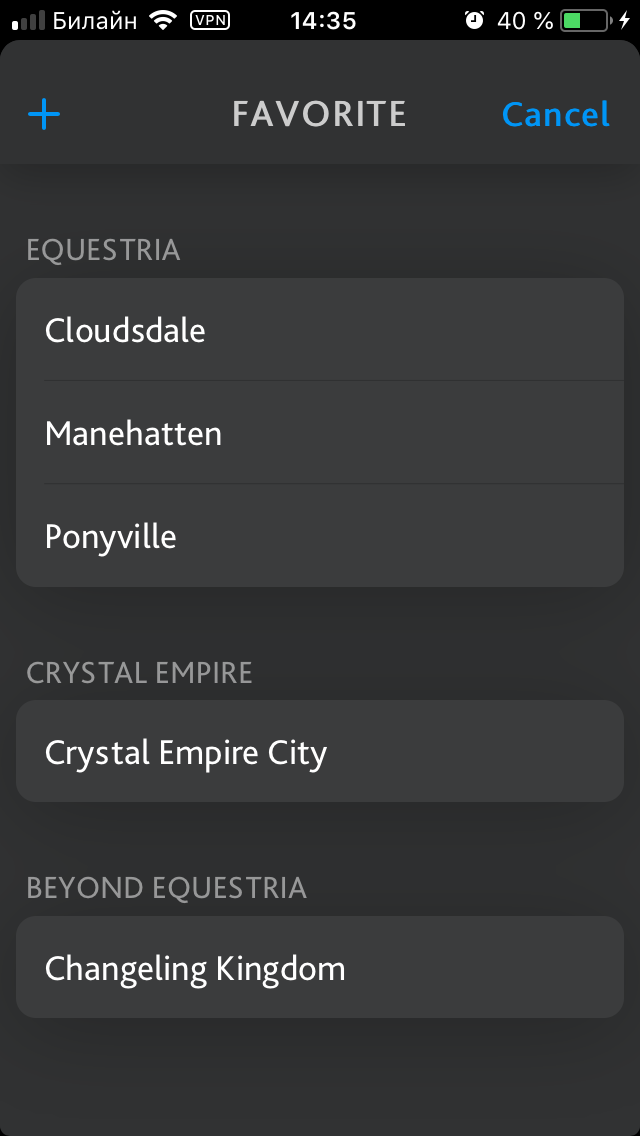 Билайн VPN 14:35 40 %
FAVORITE Cancel
EQUESTRIA
Cloudsdale
Manehatten
Ponyville
CRYSTAL EMPIRE
Crystal Empire City
BEYOND EQUESTRIA
Changeling Kingdom